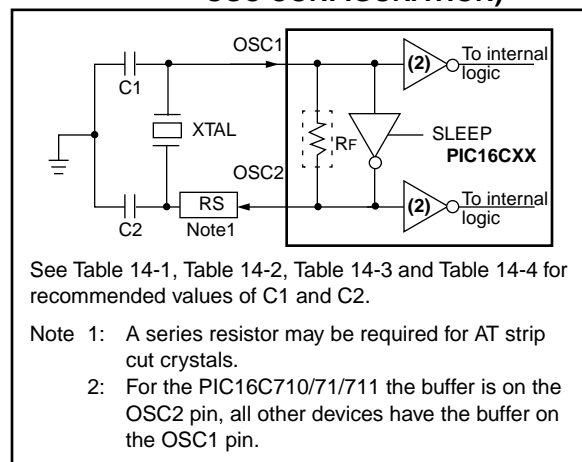 OSC1
(2)
To internal
logic
C1
XTAL
RF
SLEEP
PIC16CXX
OSC2
RS
(2)
To internal
logic
C2
Note1
See Table 14-1, Table 14-2, Table 14-3 and Table 14-4 for
recommended values of C1 and C2.
Note 1: A series resistor may be required for AT strip
cut crystals.
2: For the PIC16C710/71/711 the buffer is on the
OSC2 pin, all other devices have the buffer on
the OSC1 pin.